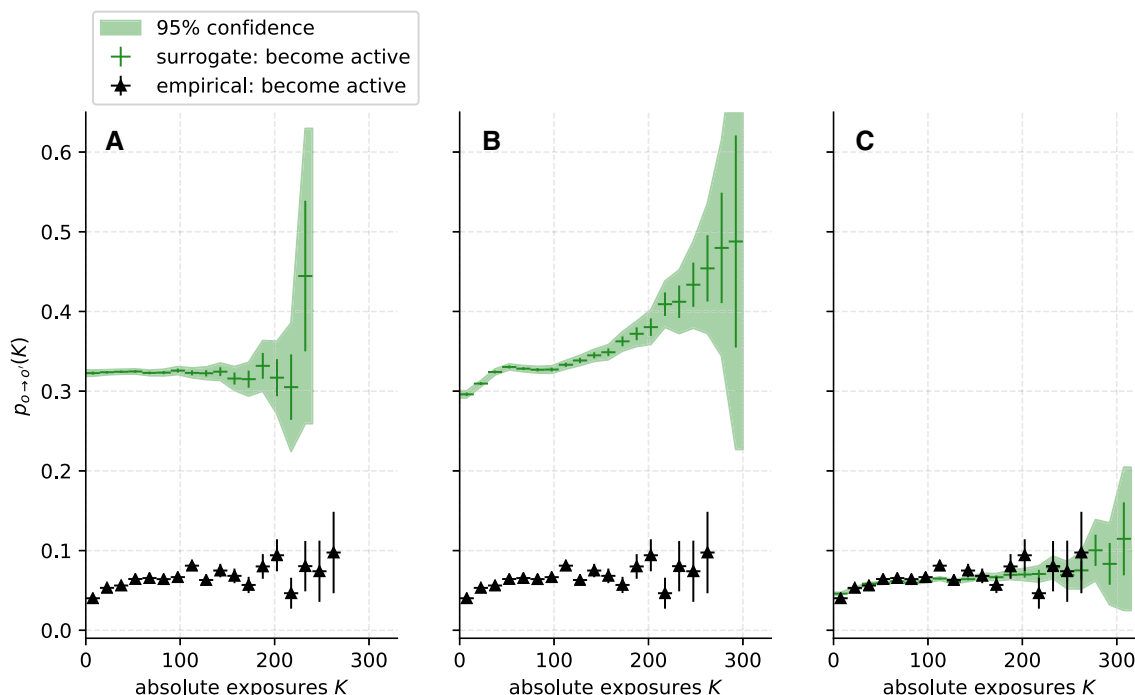 95% confidence
surrogate: become active
empirical: become active
A
B
C
0.6
0.5
0.4
0.3
0.2
0.1
0.0
p_{o→o'}(K)
0 100 200 300
0 100 200 300
0 100 200 300
absolute exposures K
absolute exposures K
absolute exposures K